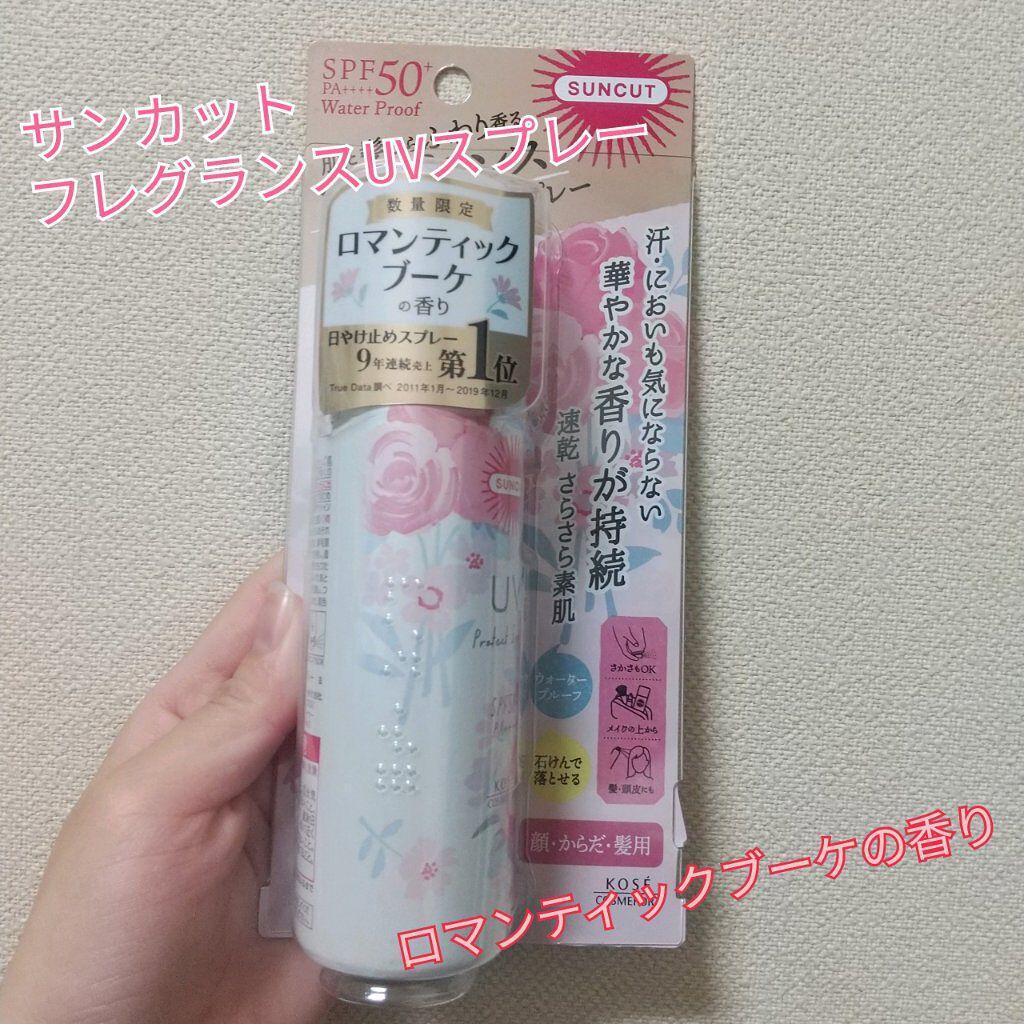 SPF50+
PA++++
Water Proof
SUNCUT
サンカット
フレグランスUVスプレー
数量限定
ロマンティック
ブーケ
の香り
日やけ止めスプレー
9年連続売上 第1位
True Data調べ 2011年1月～2019年12月
汗・においも気にならない
華やかな香りが持続
速乾 さらさら素肌
SUNC
UV
Protect
ウォーター
プルーフ
さかさもOK
メイクの上から
髪・頭皮にも
石けんで
落とせる
顔・からだ・髪用
KOSÉ
COSMEPORT
ロマンティックブーケの香り